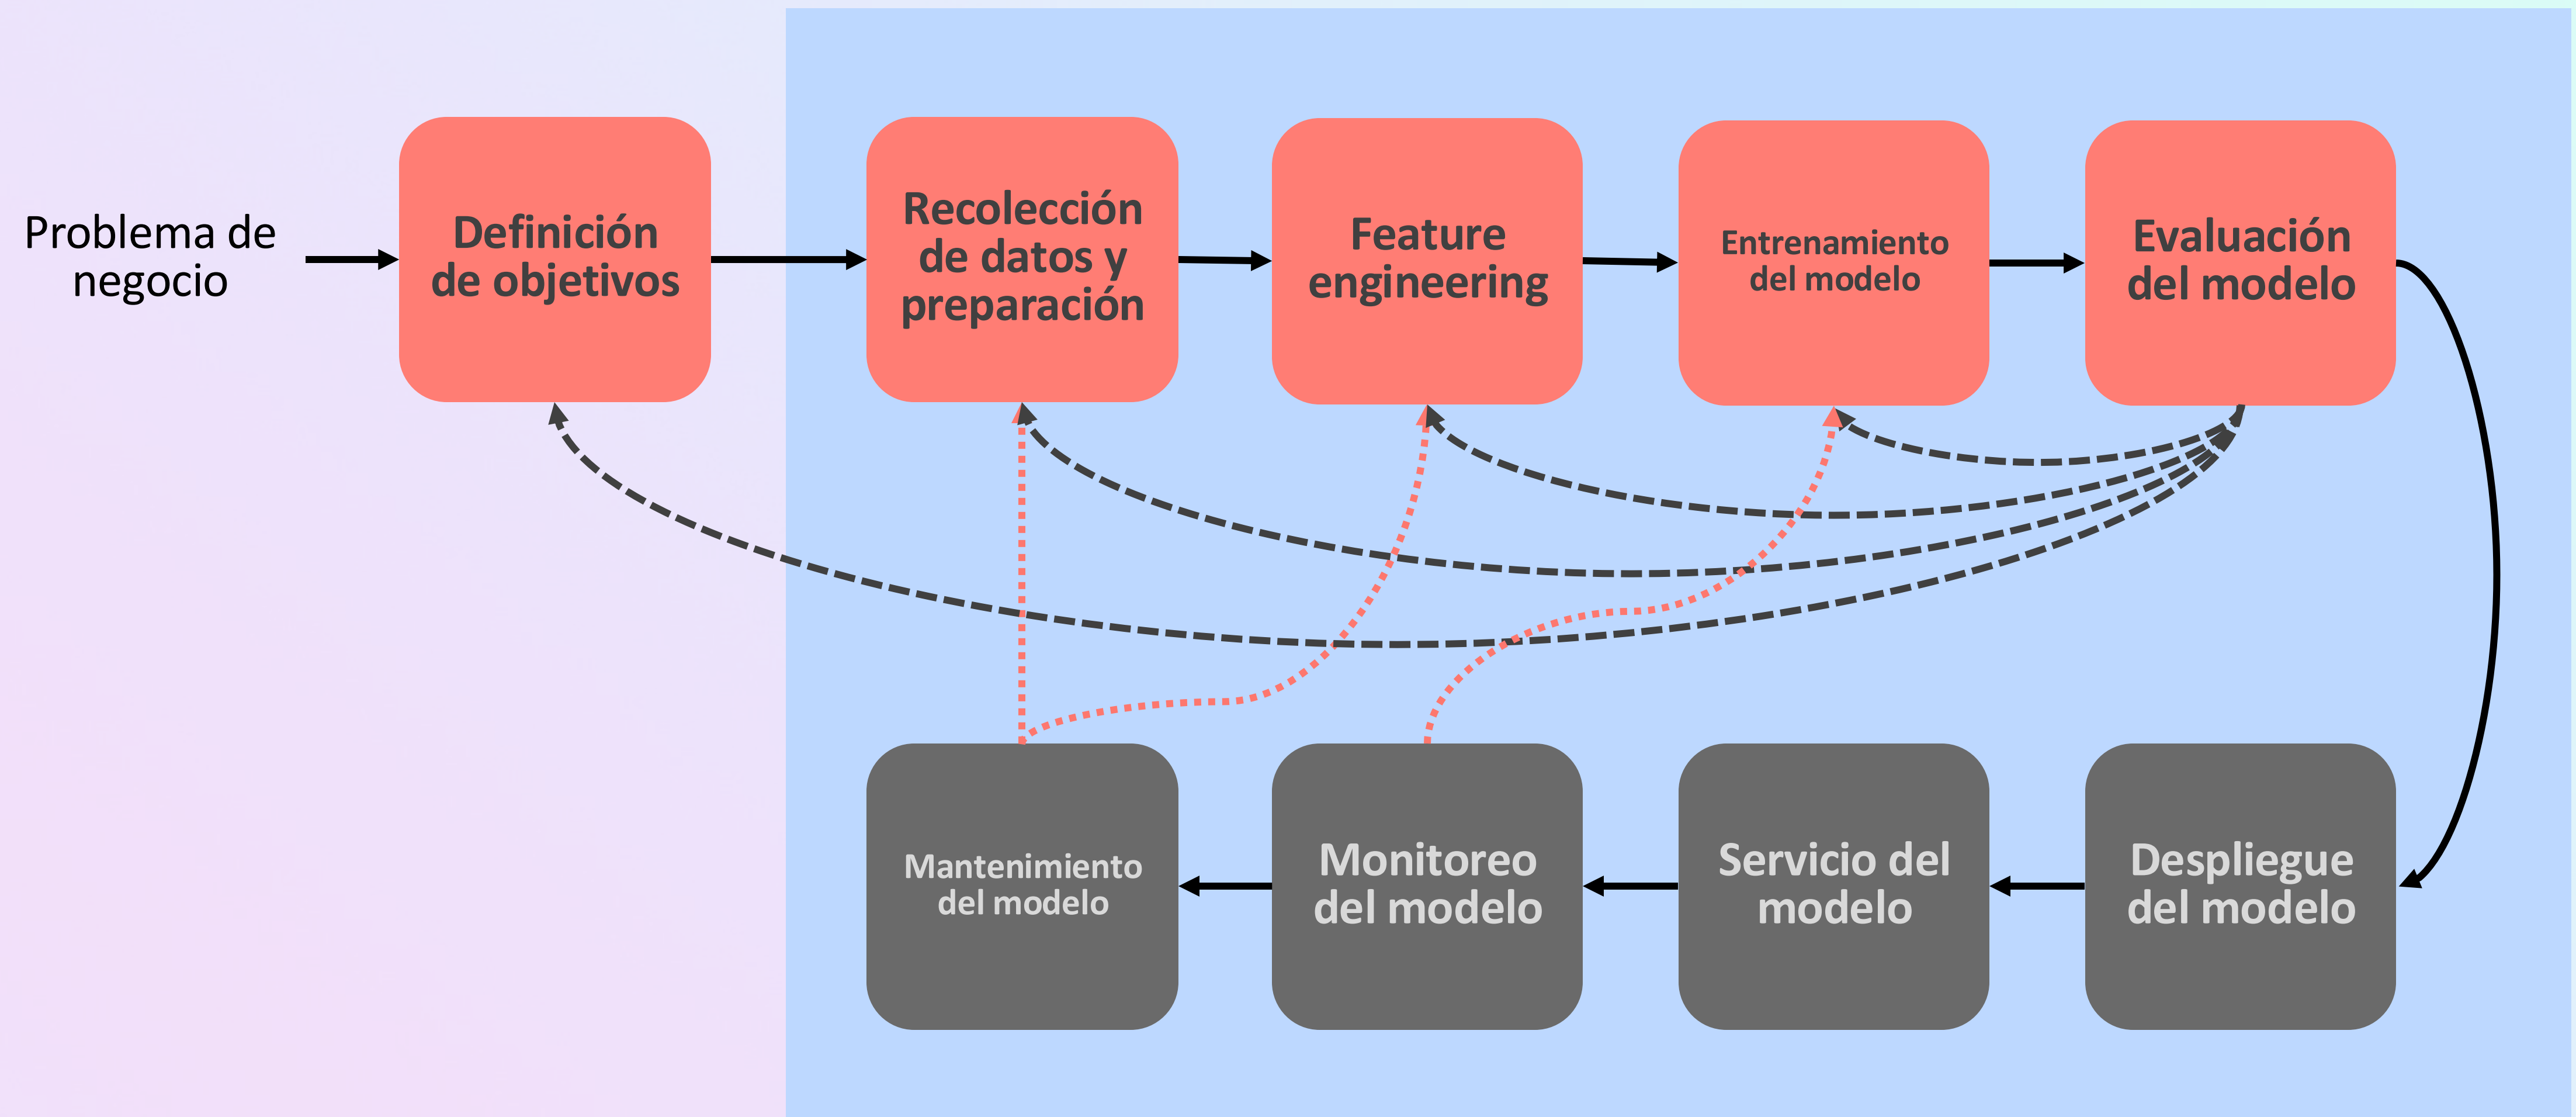 Problema de
negocio
Definición
de objetivos
Recolección
de datos y
preparación
Feature
engineering
Entrenamiento
del modelo
Evaluación
del modelo
Mantenimiento
del modelo
Monitoreo
del modelo
Servicio del
modelo
Despliegue
del modelo